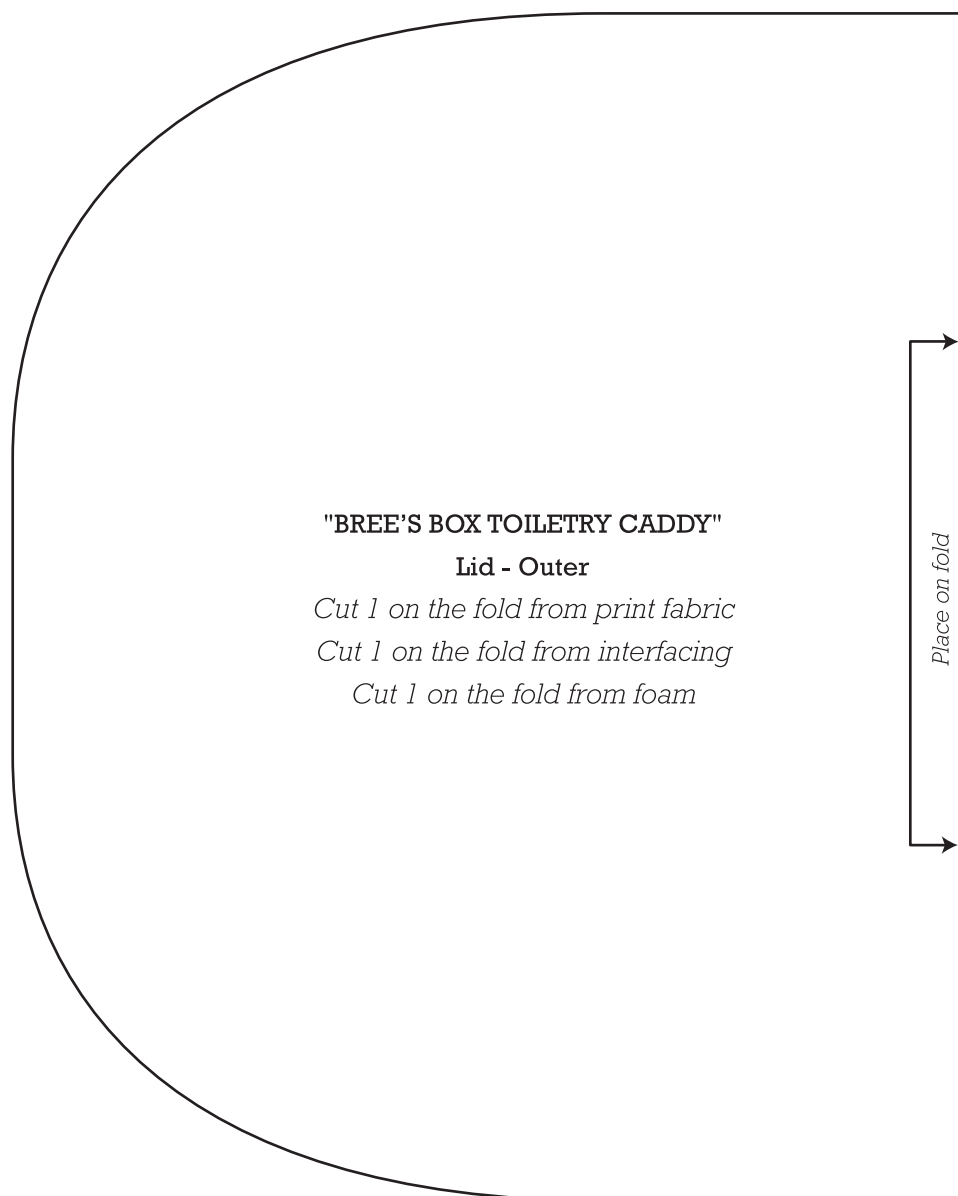 "BREE’S BOX TOILETRY CADDY"
Lid - Outer
Cut 1 on the fold from print fabric
Cut 1 on the fold from interfacing
Cut 1 on the fold from foam
Place on fold